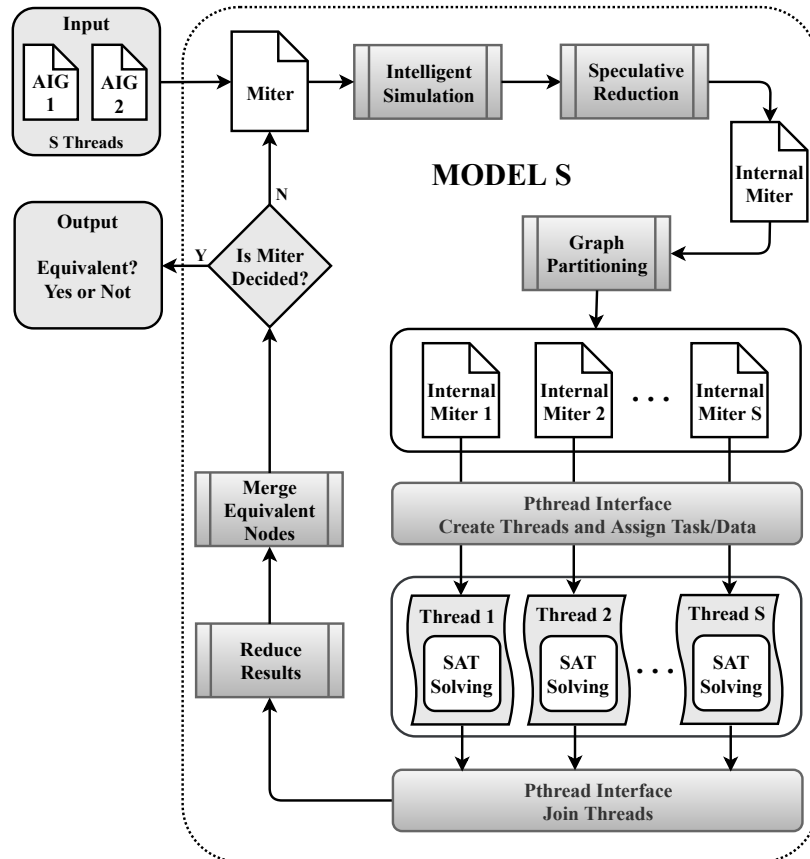 Input
AIG
1
AIG
2
S Threads
Miter
Intelligent
Simulation
Speculative
Reduction
Internal
Miter
MODEL S
Graph
Partitioning
Output
Equivalent?
Yes or Not
Y
N
Is Miter
Decided?
Internal
Miter 1
Internal
Miter 2
. . .
Internal
Miter S
Pthread Interface
Create Threads and Assign Task/Data
Merge
Equivalent
Nodes
Thread 1
SAT
Solving
Thread 2
SAT
Solving
. . .
Thread S
SAT
Solving
Reduce
Results
Pthread Interface
Join Threads